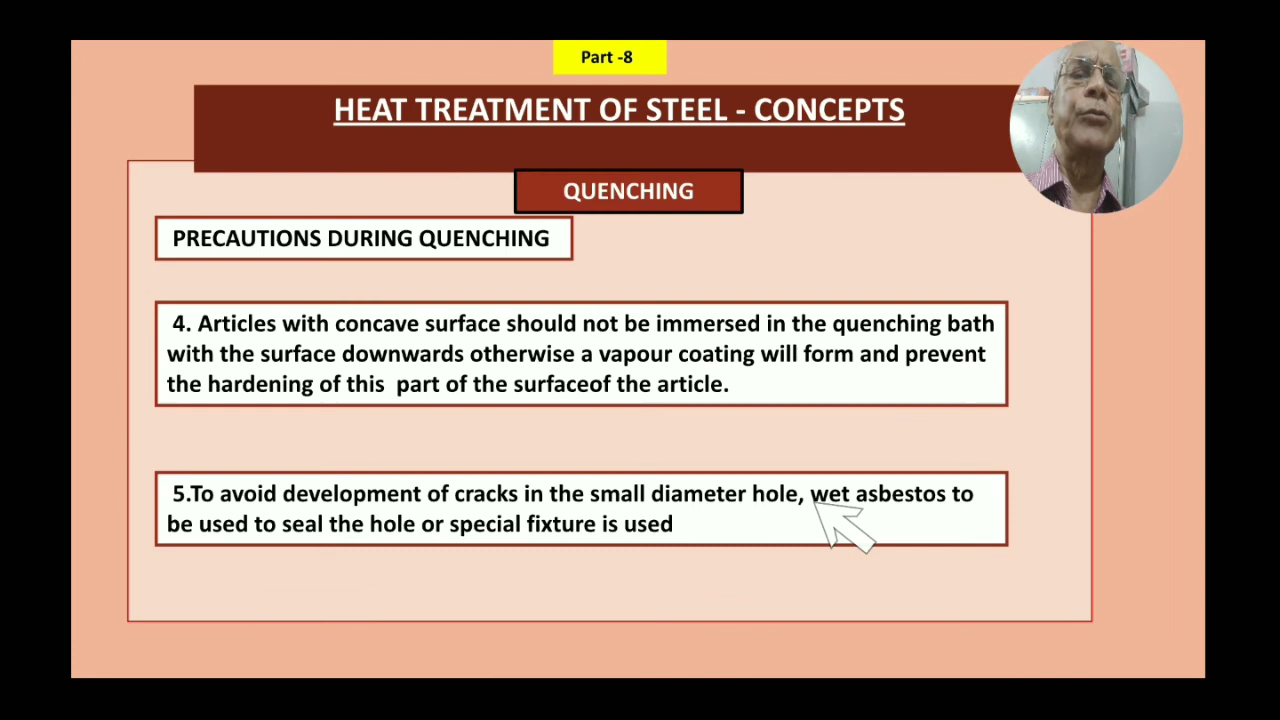 Part -8
HEAT TREATMENT OF STEEL - CONCEPTS
QUENCHING
PRECAUTIONS DURING QUENCHING
4. Articles with concave surface should not be immersed in the quenching bath
with the surface downwards otherwise a vapour coating will form and prevent
the hardening of this part of the surfaceof the article.
5.To avoid development of cracks in the small diameter hole, wet asbestos to
be used to seal the hole or special fixture is used